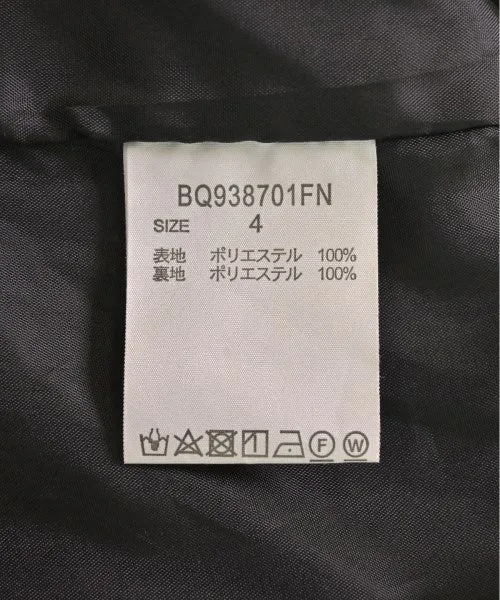 BQ938701FN
SIZE 4
表地 ポリエステル 100%
裏地 ポリエステル 100%
F W